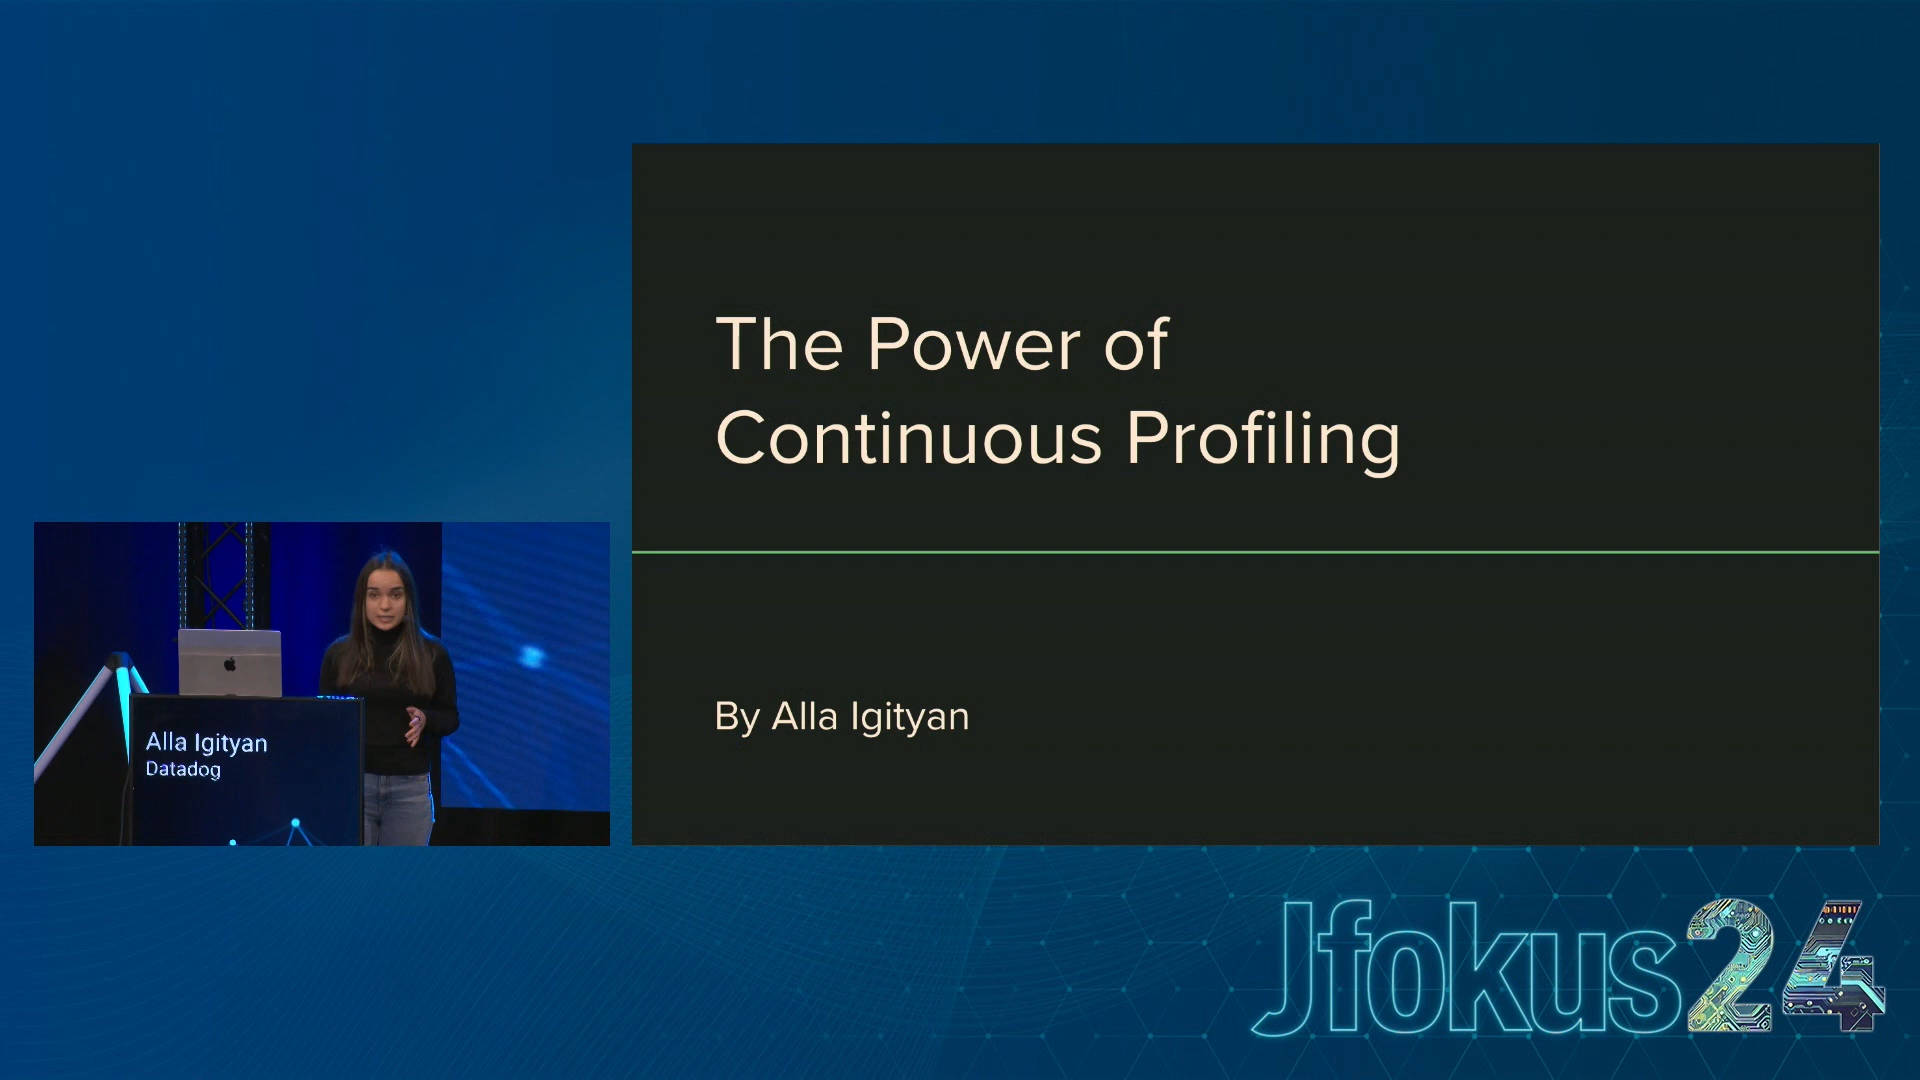 The Power of
Continuous Profiling
By Alla Igityan
Alla Igityan
Datadog
Jfokus24